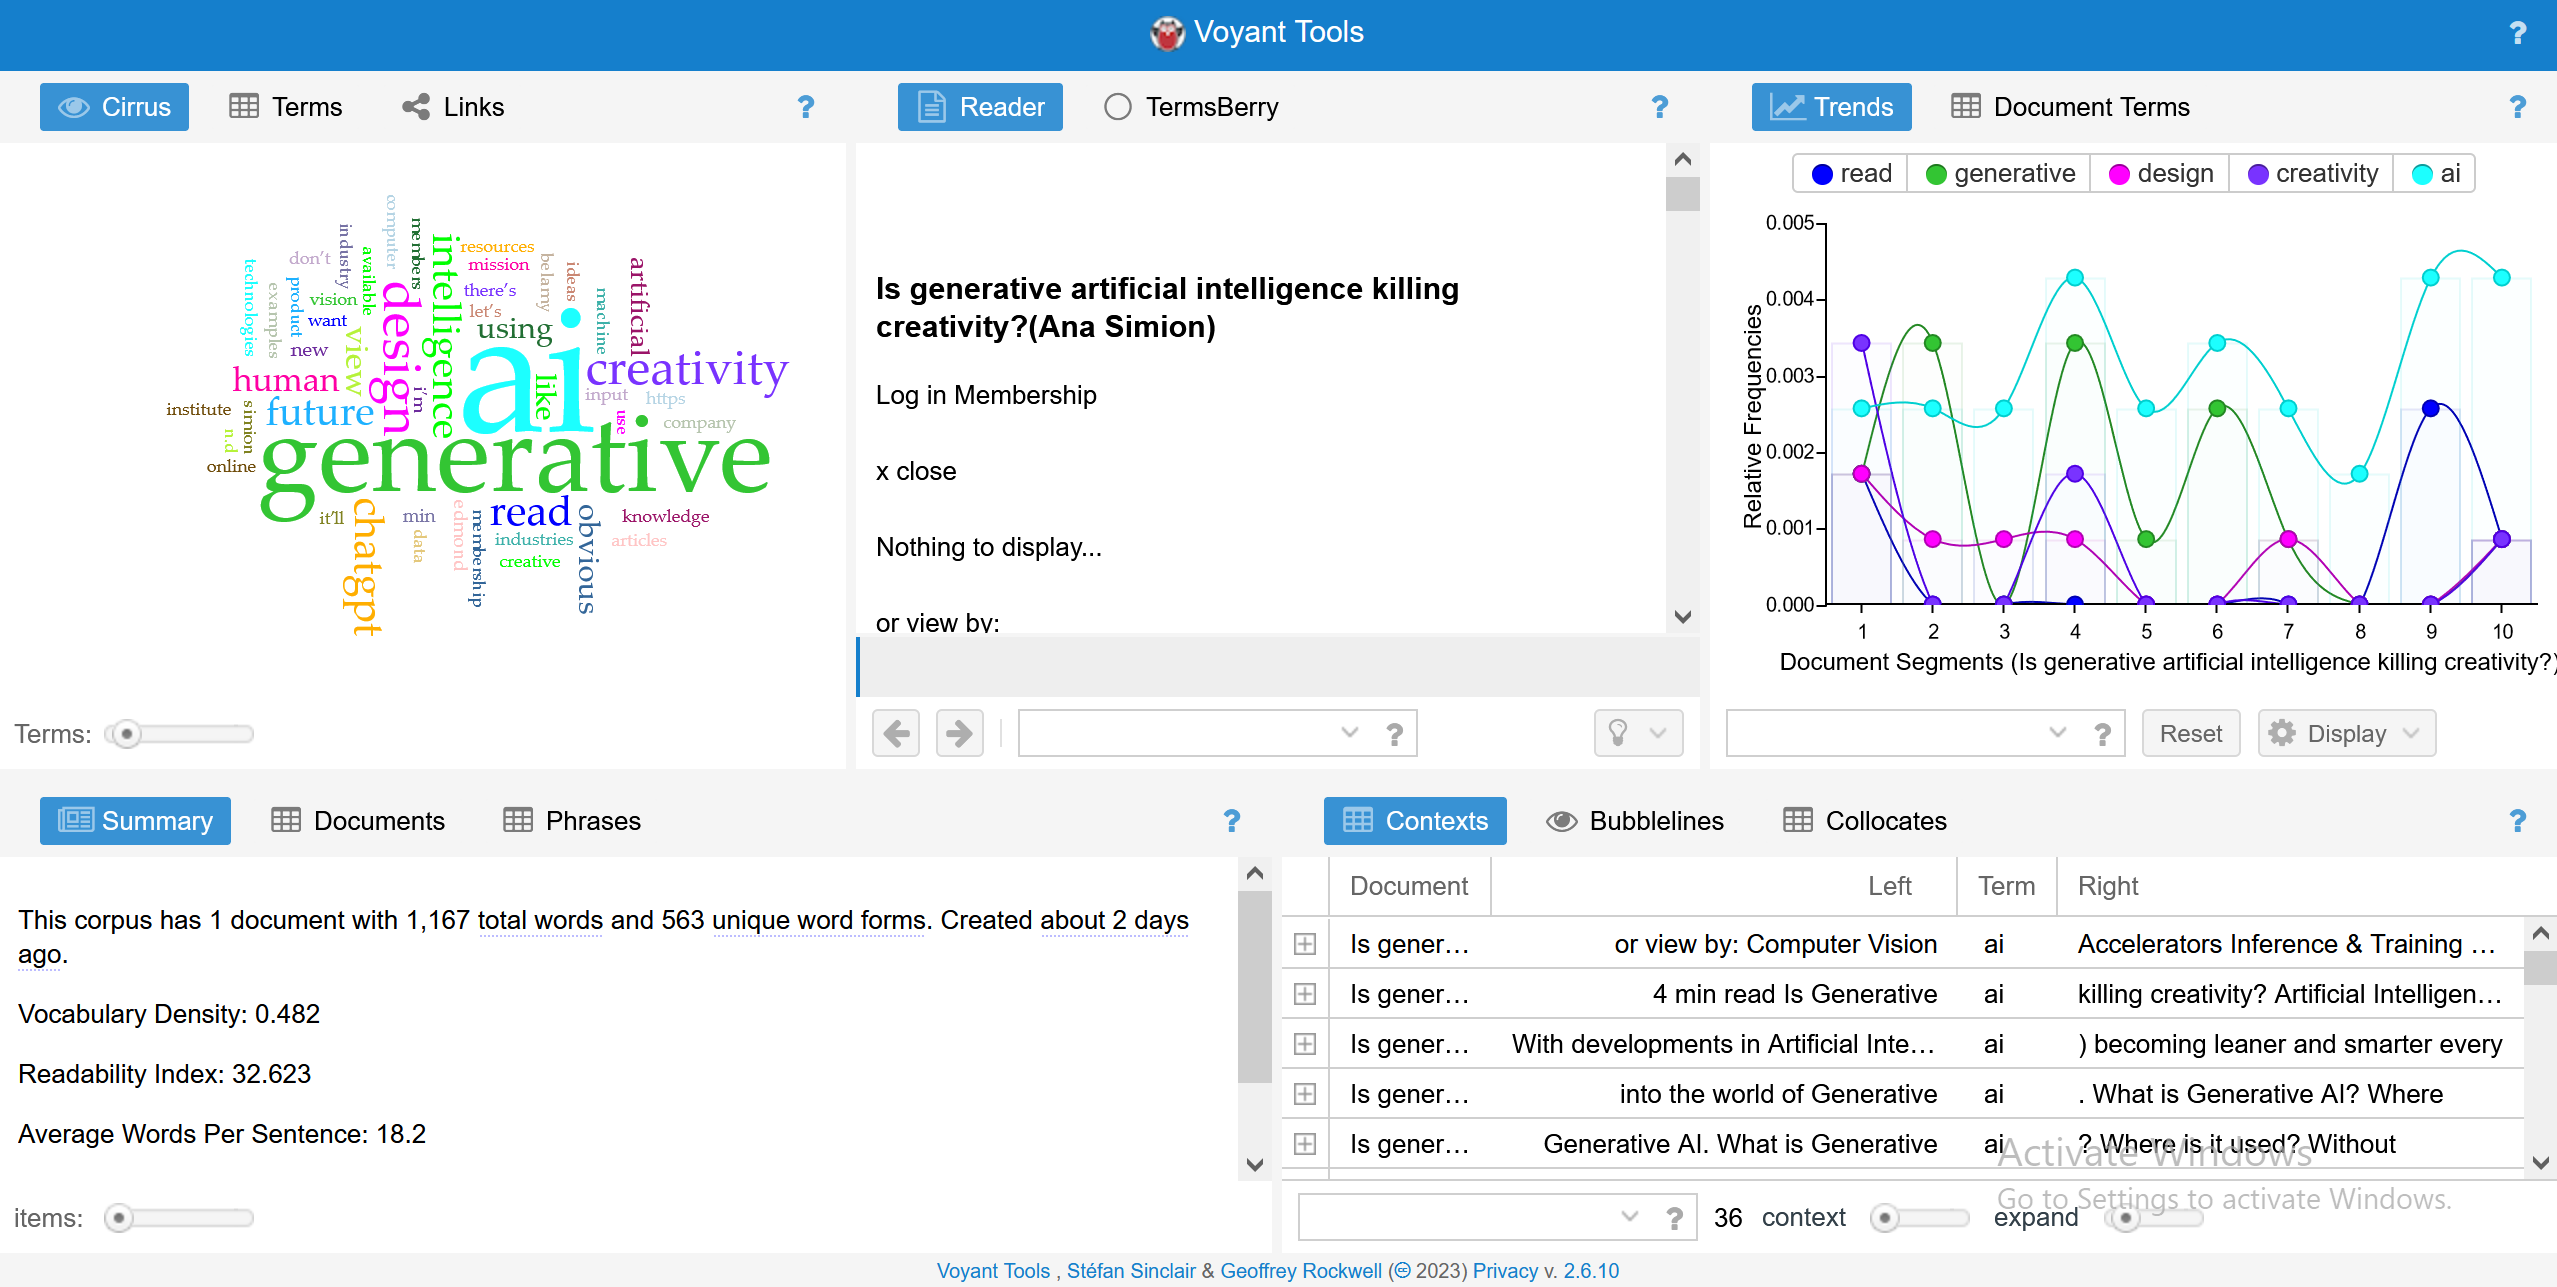 Voyant Tools
?
Cirrus Terms Links ?
Reader TermsBerry ?
Trends Document Terms ?
computer
members
industry
available
don't
technologies
examples
product
vision
want
new
view
design
intelligence
resources
mission
there's
let's
using
belamy
ideas
machine
artificial
ai
like
creativity
input
https
use
company
human
i'm
institute
simion
future
n.d
online
generative
it'll
chatgpt
min
data
edmond
membership
read
industries
creative
obvious
knowledge
articles
Terms:
Is generative artificial intelligence killing
creativity?(Ana Simion)
Log in Membership
x close
Nothing to display...
or view by:
?
read generative design creativity ai
Relative Frequencies
0.005
0.004
0.003
0.002
0.001
0.000
1 2 3 4 5 6 7 8 9 10
Document Segments (Is generative artificial intelligence killing creativity?)
? Reset Display
Summary Documents Phrases ?
This corpus has 1 document with 1,167 total words and 563 unique word forms. Created about 2 days
ago.
Vocabulary Density: 0.482
Readability Index: 32.623
Average Words Per Sentence: 18.2
items:
Contexts Bubblelines Collocates ?
Document Left Term Right
Is gener... or view by: Computer Vision ai Accelerators Inference & Training ...
Is gener... 4 min read Is Generative ai killing creativity? Artificial Intelligen...
Is gener... With developments in Artificial Inte... ai ) becoming leaner and smarter every
Is gener... into the world of Generative ai . What is Generative AI? Where
Is gener... Generative AI. What is Generative ai ? Where is it used? Without
Activate Windows
Go to Settings to activate Windows.
? 36 context expand
Voyant Tools , Stéfan Sinclair & Geoffrey Rockwell (© 2023) Privacy v. 2.6.10